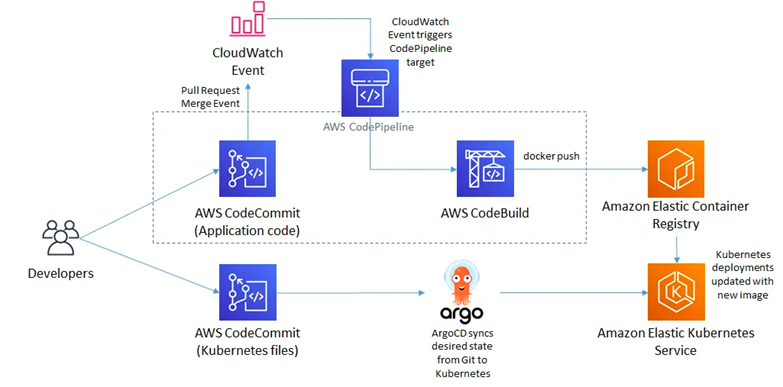 CloudWatch
Event
CloudWatch
Event triggers
CodePipeline
target
Pull Request
Merge Event
AWS CodePipeline
AWS CodeCommit
(Application code)
AWS CodeBuild
docker push
Amazon Elastic Container
Registry
Developers
Kubernetes
deployments
updated with
new image
AWS CodeCommit
(Kubernetes files)
argo
ArgoCD syncs
desired state
from Git to
Kubernetes
K
Amazon Elastic Kubernetes
Service